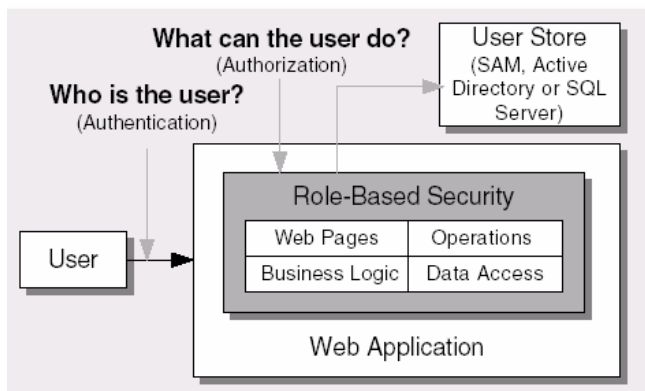 What can the user do?
(Authorization)
Who is the user?
(Authentication)
User Store
(SAM, Active
Directory or SQL
Server)
User
Role-Based Security
Web Pages
Operations
Business Logic
Data Access
Web Application